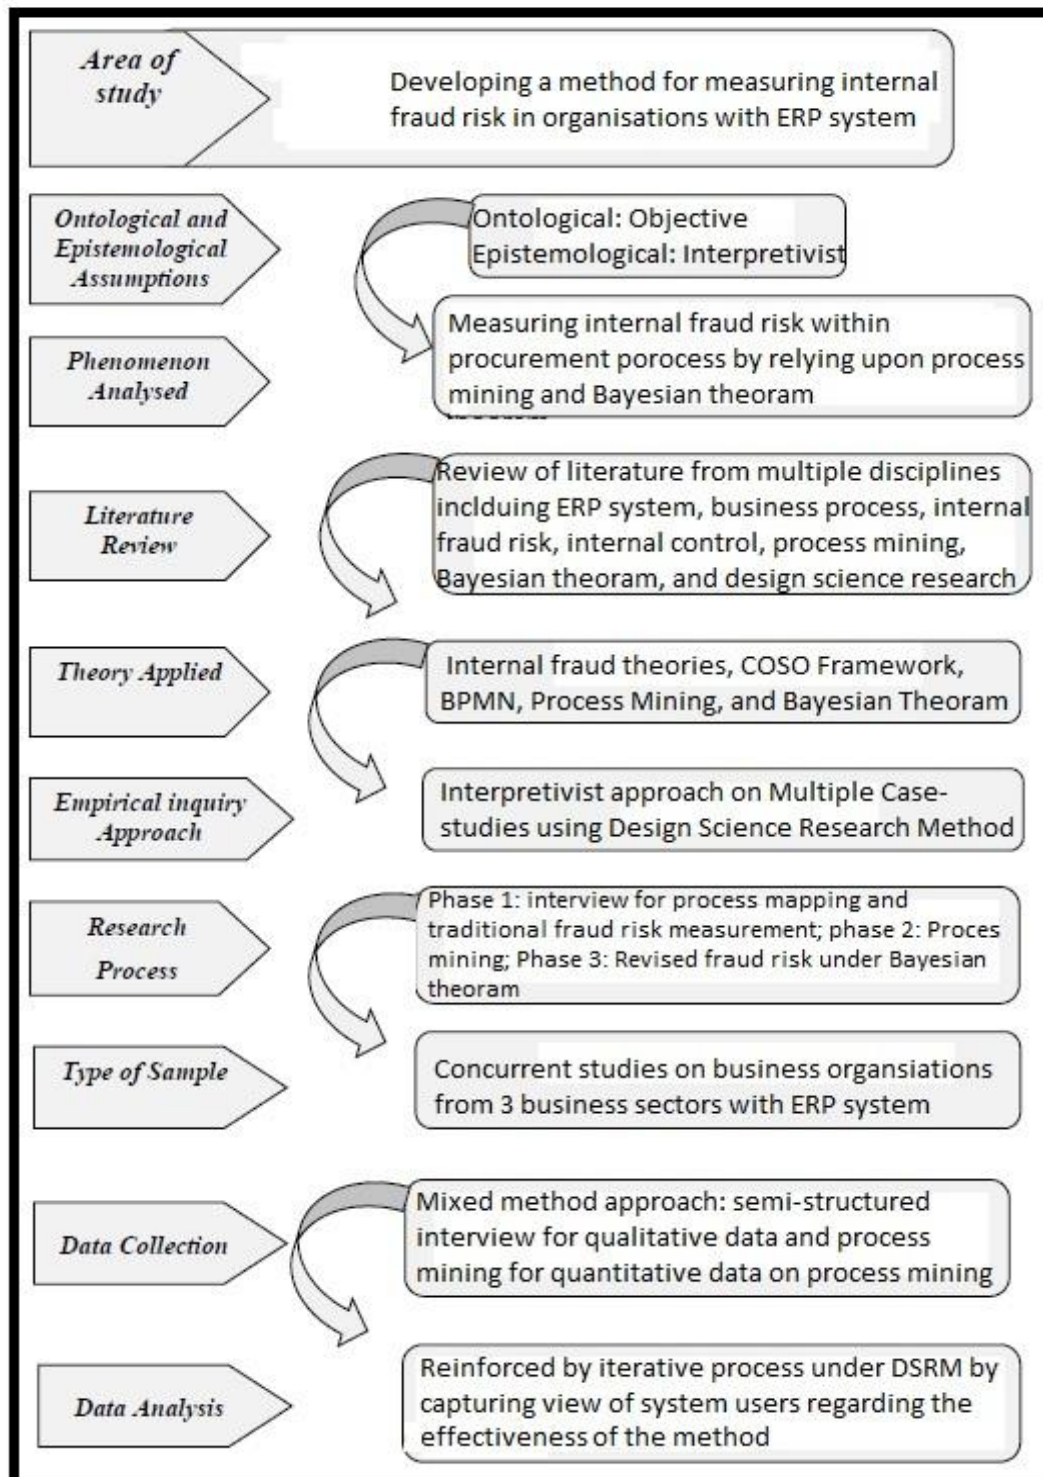 Area of
study
Developing a method for measuring internal
fraud risk in organisations with ERP system
Ontological and
Epistemological
Assumptions
Ontological: Objective
Epistemological: Interpretivist
Phenomenon
Analysed
Measuring internal fraud risk within
procurement porocess by relying upon process
mining and Bayesian theoram
Literature
Review
Review of literature from multiple disciplines
inclduing ERP system, business process, internal
fraud risk, internal control, process mining,
Bayesian theoram, and design science research
Theory Applied
Internal fraud theories, COSO Framework,
BPMN, Process Mining, and Bayesian Theoram
Empirical inquiry
Approach
Interpretivist approach on Multiple Case-
studies using Design Science Research Method
Research
Process
Phase 1: interview for process mapping and
traditional fraud risk measurement; phase 2: Proces
mining; Phase 3: Revised fraud risk under Bayesian
theoram
Type of Sample
Concurrent studies on business organsiations
from 3 business sectors with ERP system
Data Collection
Mixed method approach: semi-structured
interview for qualitative data and process
mining for quantitative data on process mining
Data Analysis
Reinforced by iterative process under DSRM by
capturing view of system users regarding the
effectiveness of the method